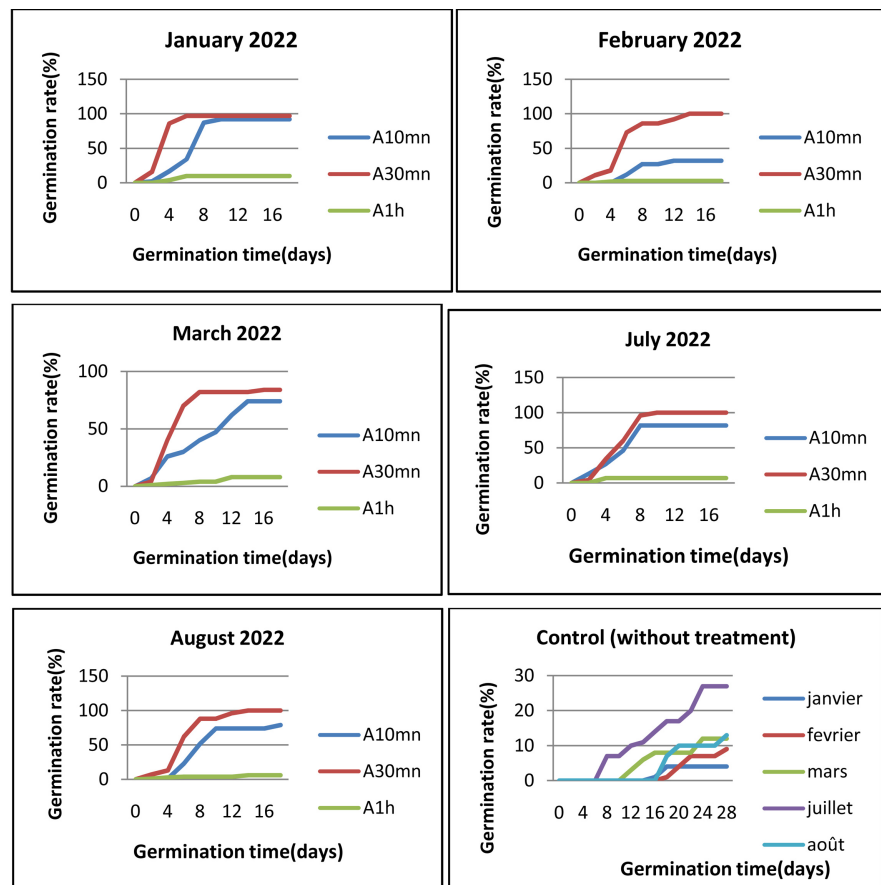 January 2022
Germination rate(%)
150
100
50
0
0 4 8 12 16
Germination time(days)
A10mn
A30mn
A1h
February 2022
Germination rate(%)
150
100
50
0
0 4 8 12 16
Germination time(days)
A10mn
A30mn
A1h
March 2022
Germination rate(%)
100
50
0
0 4 8 12 16
Germination time(days)
A10mn
A30mn
A1h
July 2022
Germination rate(%)
150
100
50
0
0 4 8 12 16
Germination time(days)
A10mn
A30mn
A1h
August 2022
Germination rate(%)
150
100
50
0
0 4 8 12 16
Germination time(days)
A10mn
A30mn
A1h
Control (without treatment)
Germination rate(%)
30
20
10
0
0 4 8 12 16 20 24 28
Germination time(days)
janvier
fevrier
mars
juillet
août